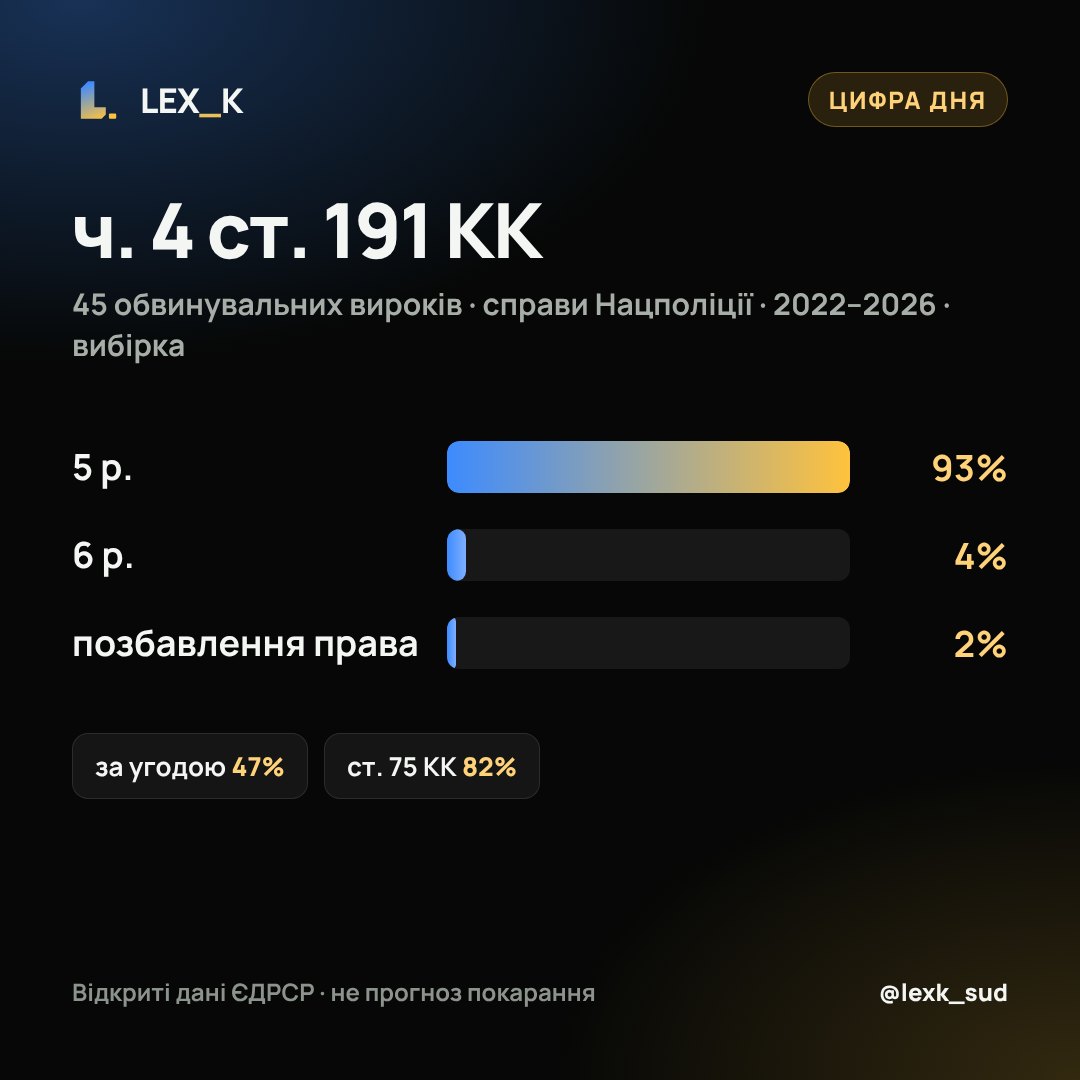 LEX_K
ЦИФРА ДНЯ
ч. 4 ст. 191 КК
45 обвинувальних вироків · справи Нацполіції · 2022–2026 ·
вибірка
5 р. 93%
6 р. 4%
позбавлення права 2%
за угодою 47% ст. 75 КК 82%
Відкриті дані ЄДРСР · не прогноз покарання
@lexk_sud